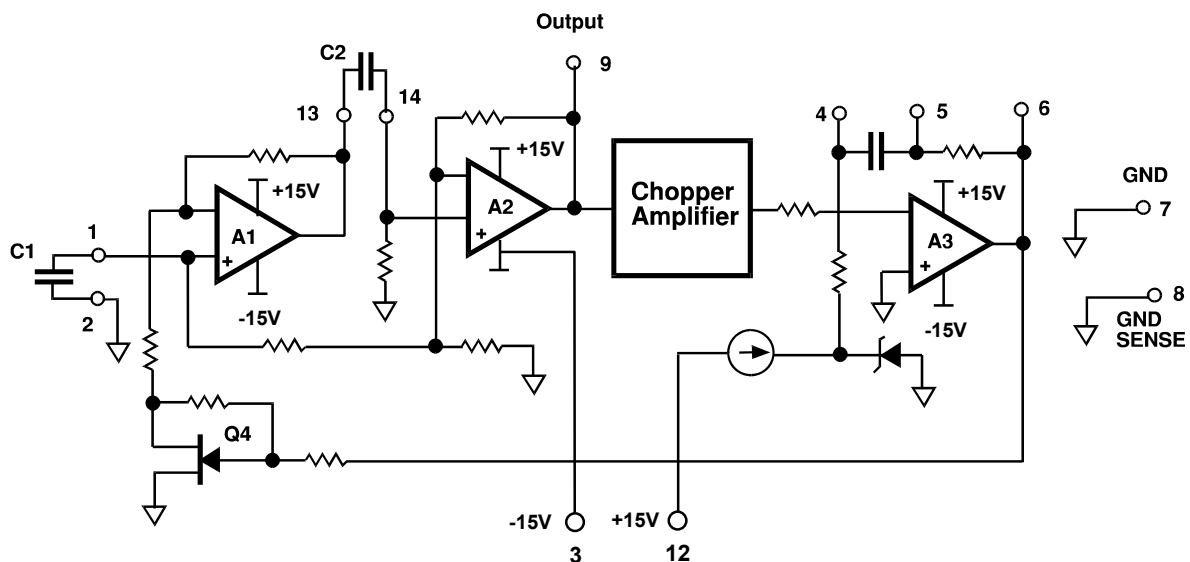 Output
9
C2
13
14
+15V
A1
+
-15V
C1
1
2
+15V
A2
+
Chopper
Amplifier
4
5
6
+15V
A3
+
-15V
GND
7
8
GND
SENSE
Q4
-15V
3
+15V
12